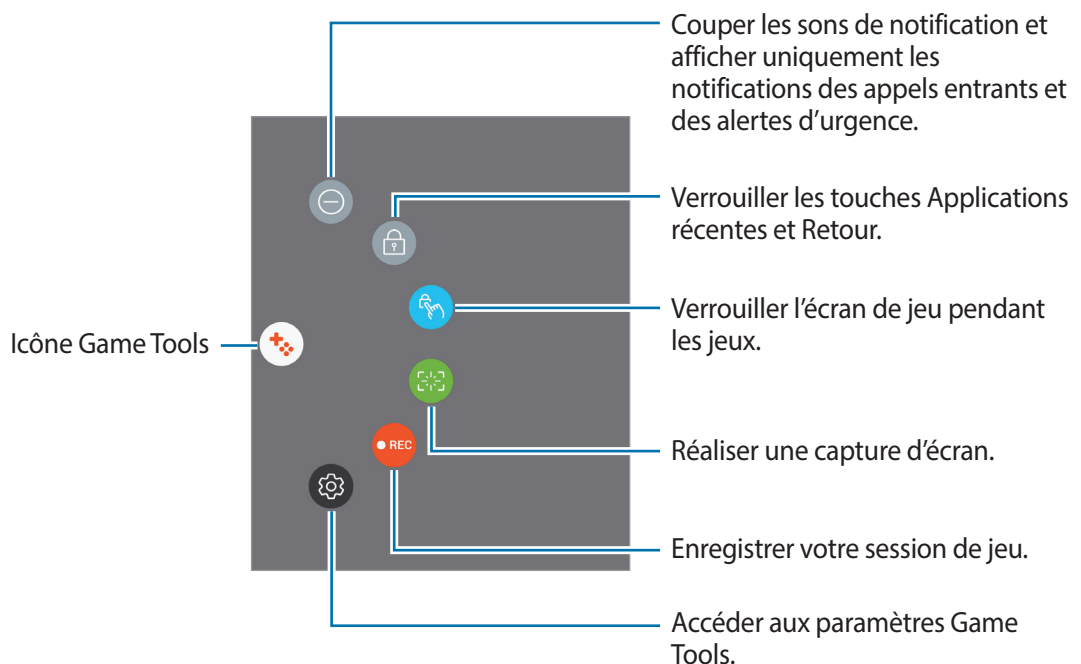 Couper les sons de notification et
afficher uniquement les
notifications des appels entrants et
des alertes d’urgence.
Verrouiller les touches Applications
récentes et Retour.
Verrouiller l’écran de jeu pendant
les jeux.
Icône Game Tools
Réaliser une capture d’écran.
REC
Enregistrer votre session de jeu.
Accéder aux paramètres Game
Tools.